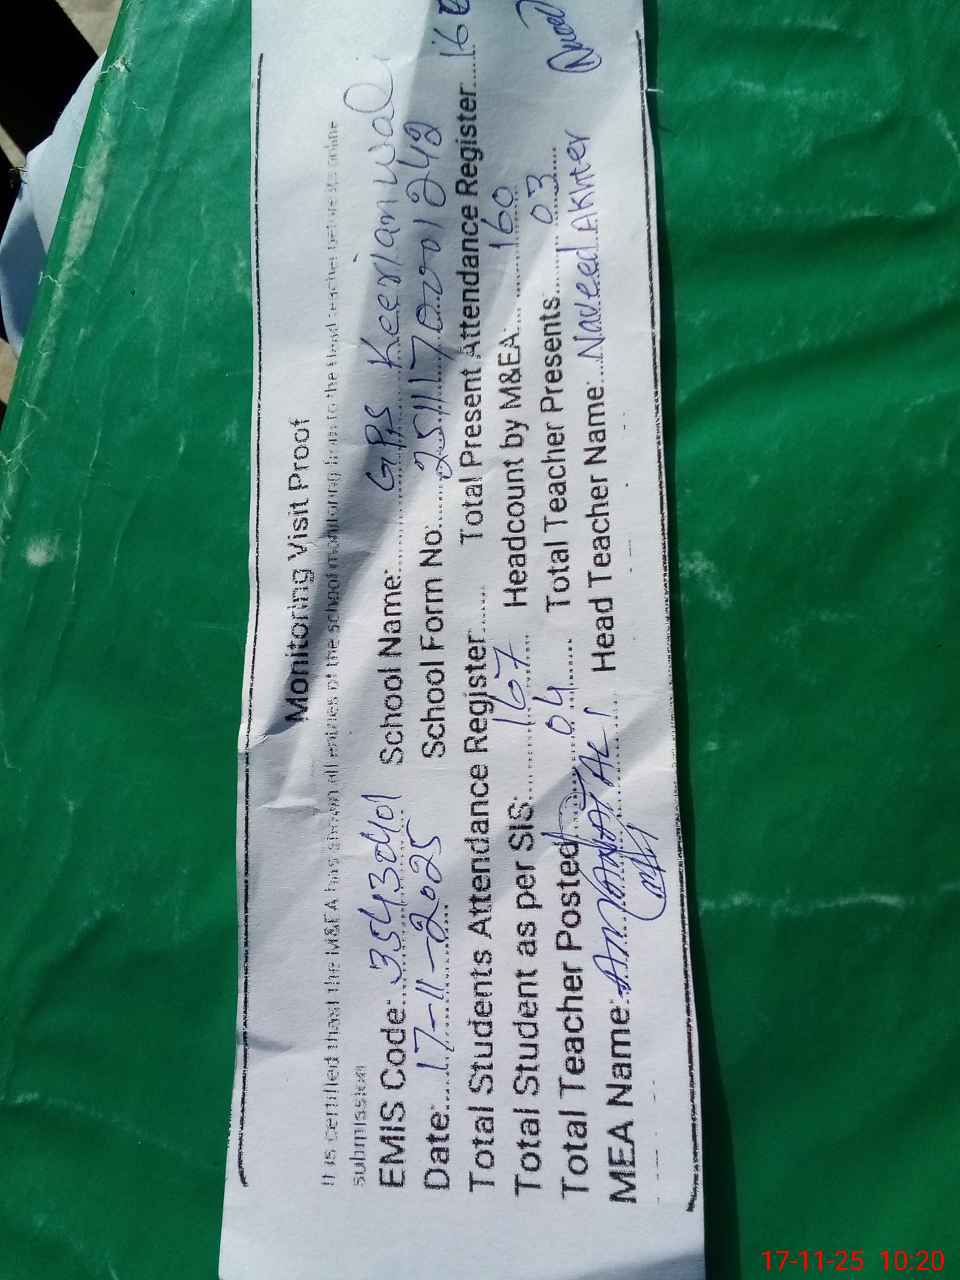 Monitoring Visit Proof
It is certified thast the M&EA has shown all entries of the school monitoring form to the Head teacher before its online
submission
EMIS Code: 35430401 School Name: GPS Keerianwal
Date: 17-11-2025 School Form No: 2511170001242
Total Students Attendance Register Total Present Attendance Register 160
Total Student as per SIS: 167 Headcount by M&EA: 160
Total Teacher Posted 04 Total Teacher Presents 03
MEA Name: Ali Head Teacher Name: Naveed Akhter
17-11-25 10:20